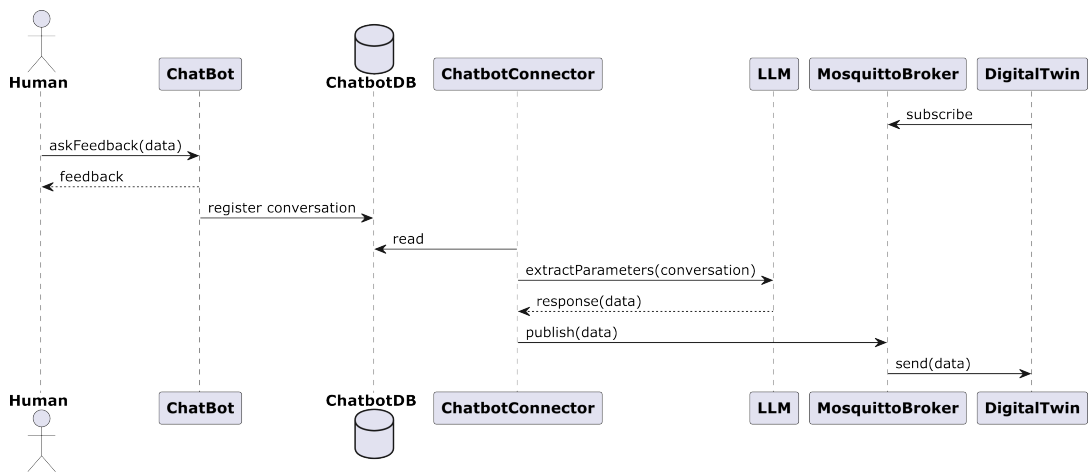 Human
ChatBot
ChatbotDB
ChatbotConnector
LLM
MosquittoBroker
DigitalTwin
subscribe
askFeedback(data)
feedback
register conversation
read
extractParameters(conversation)
response(data)
publish(data)
send(data)
Human
ChatBot
ChatbotDB
ChatbotConnector
LLM
MosquittoBroker
DigitalTwin